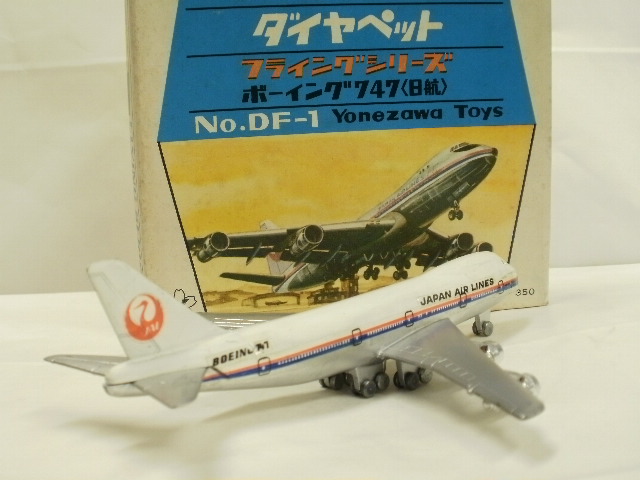 ダイヤペット
フライングシリーズ
ボーイング747〈日航〉
No.DF-1 Yonezawa Toys
350
JAPAN AIR LINES
JAL
BOEING 747